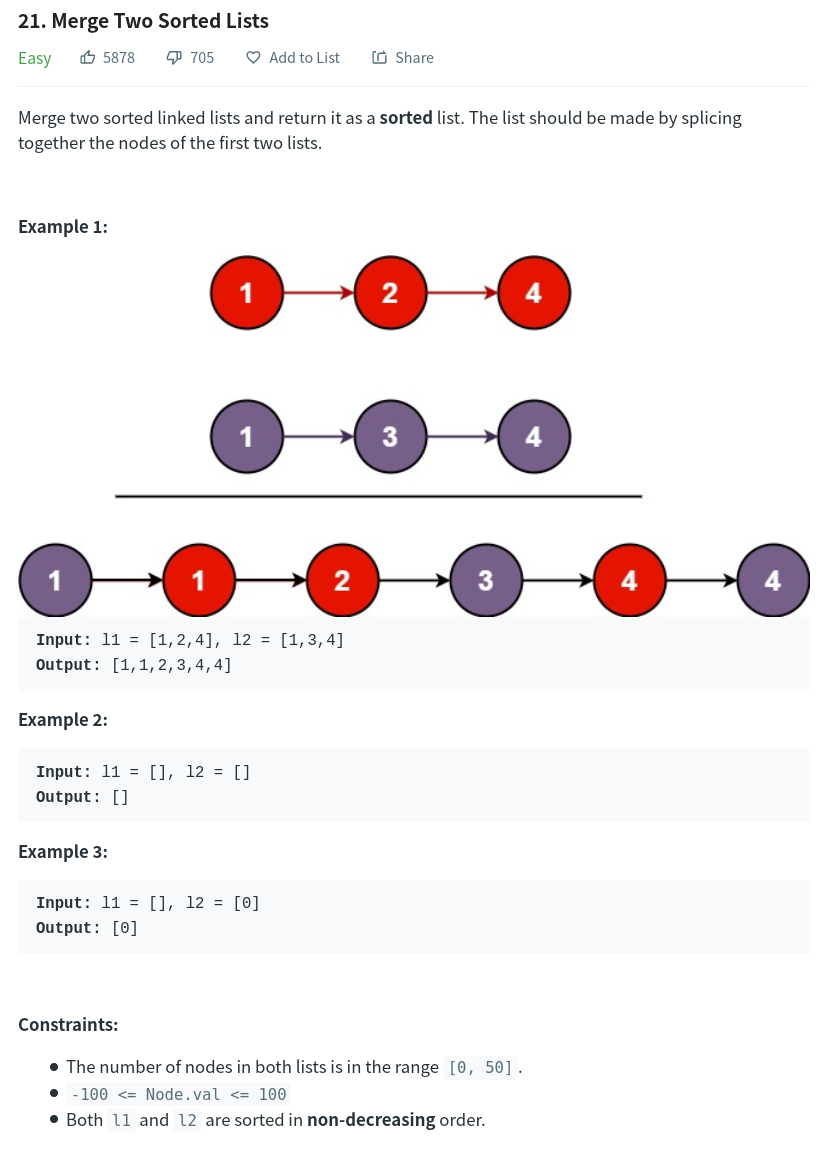 21. Merge Two Sorted Lists
Easy 5878 705 Add to List Share
Merge two sorted linked lists and return it as a sorted list. The list should be made by splicing
together the nodes of the first two lists.
Example 1:
1 2 4
1 3 4
1 1 2 3 4 4
Input: l1 = [1,2,4], l2 = [1,3,4]
Output: [1,1,2,3,4,4]
Example 2:
Input: l1 = [], l2 = []
Output: []
Example 3:
Input: l1 = [], l2 = [0]
Output: [0]
Constraints:
• The number of nodes in both lists is in the range [0, 50].
• -100 <= Node.val <= 100
• Both l1 and l2 are sorted in non-decreasing order.